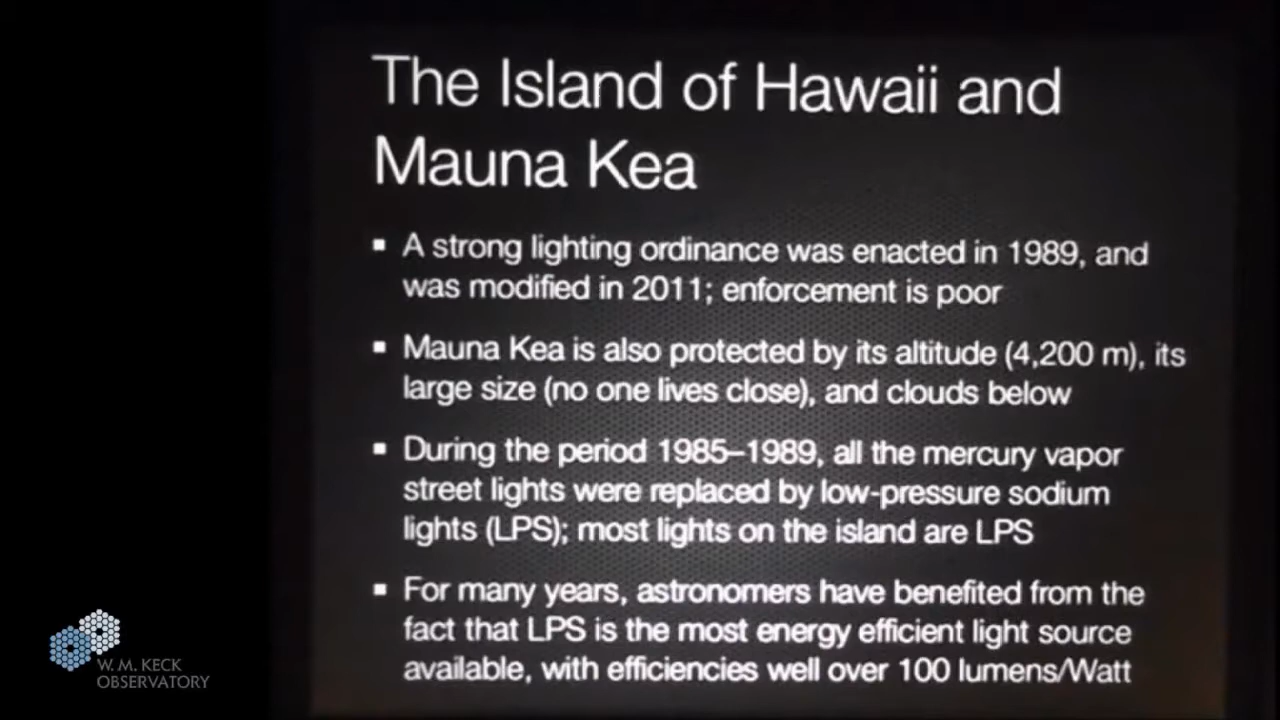 The Island of Hawaii and
Mauna Kea
▪ A strong lighting ordinance was enacted in 1989, and
was modified in 2011; enforcement is poor
▪ Mauna Kea is also protected by its altitude (4,200 m), its
large size (no one lives close), and clouds below
▪ During the period 1985–1989, all the mercury vapor
street lights were replaced by low-pressure sodium
lights (LPS); most lights on the island are LPS
▪ For many years, astronomers have benefited from the
fact that LPS is the most energy efficient light source
available, with efficiencies well over 100 lumens/Watt
W. M. KECK
OBSERVATORY